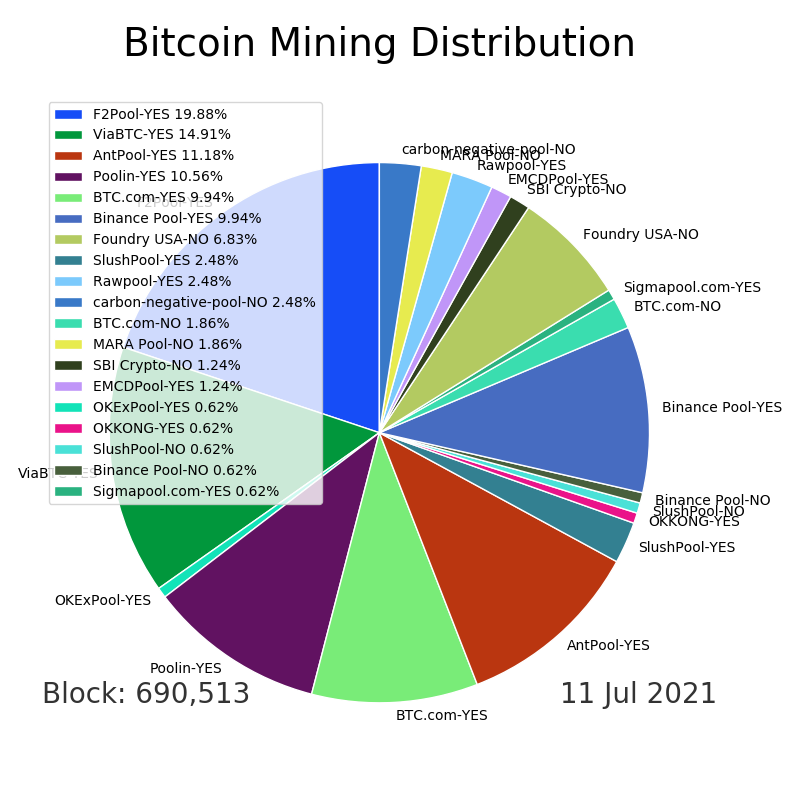 Bitcoin Mining Distribution
F2Pool-YES 19.88%
ViaBTC-YES 14.91%
AntPool-YES 11.18%
Poolin-YES 10.56%
BTC.com-YES 9.94%
Binance Pool-YES 9.94%
Foundry USA-NO 6.83%
SlushPool-YES 2.48%
Rawpool-YES 2.48%
carbon-negative-pool-NO 2.48%
BTC.com-NO 1.86%
MARA Pool-NO 1.86%
SBI Crypto-NO 1.24%
EMCDPool-YES 1.24%
OKExPool-YES 0.62%
OKKONG-YES 0.62%
SlushPool-NO 0.62%
Binance Pool-NO 0.62%
Sigmapool.com-YES 0.62%
carbon-negative-pool-NO
MARA Pool-NO
Rawpool-YES
EMCDPool-YES
SBI Crypto-NO
Foundry USA-NO
Sigmapool.com-YES
BTC.com-NO
Binance Pool-YES
Binance Pool-NO
SlushPool-NO
OKKONG-YES
SlushPool-YES
AntPool-YES
BTC.com-YES
Poolin-YES
OKExPool-YES
ViaBTC-YES
F2Pool-YES
Block: 690,513
11 Jul 2021